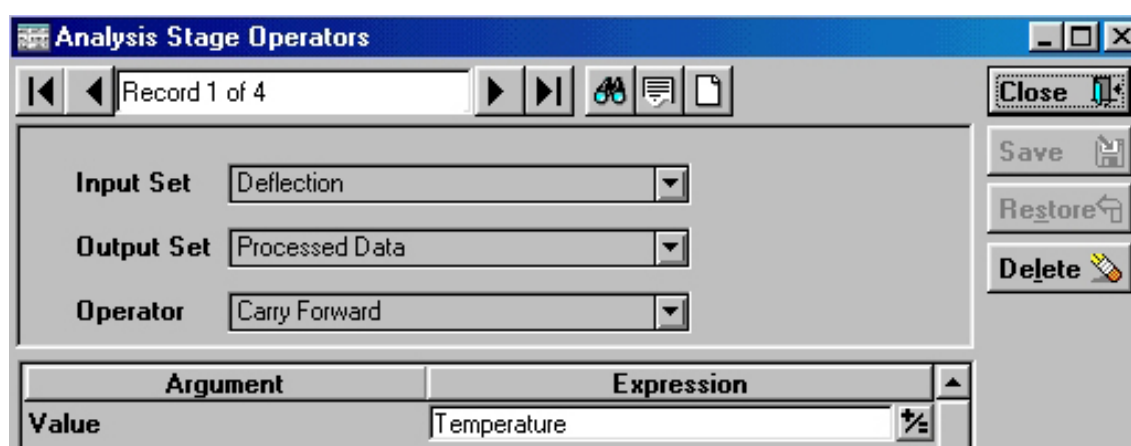 Analysis Stage Operators
Record 1 of 4
Close
Save
Restore
Delete
Input Set Deflection
Output Set Processed Data
Operator Carry Forward
Argument Expression
Value Temperature